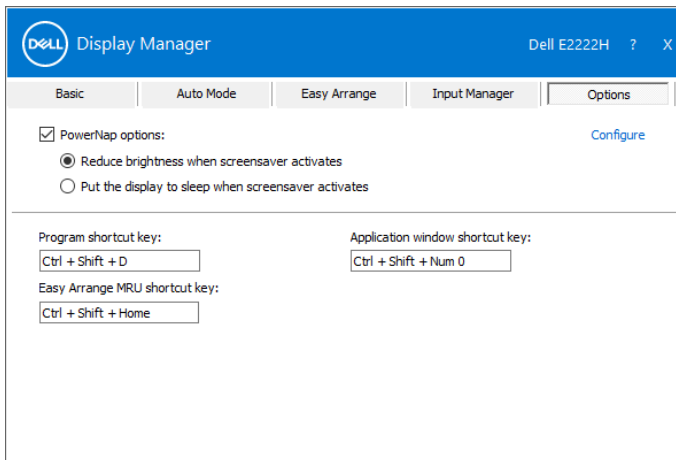 DELL Display Manager Dell E2222H ? X
Basic Auto Mode Easy Arrange Input Manager Options
PowerNap options: Configure
Reduce brightness when screensaver activates
Put the display to sleep when screensaver activates
Program shortcut key: Application window shortcut key:
Ctrl + Shift + D Ctrl + Shift + Num 0
Easy Arrange MRU shortcut key:
Ctrl + Shift + Home